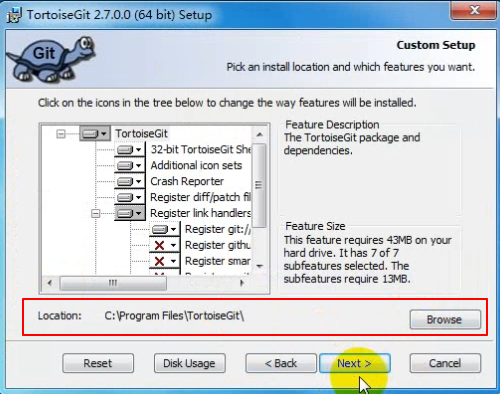 TortoiseGit 2.7.0.0 (64 bit) Setup
Git
Custom Setup
Pick an install location and which features you want.
Click on the icons in the tree below to change the way features will be installed.
TortoiseGit
32-bit TortoiseGit She
Additional icon sets
Crash Reporter
Register diff/patch fil
Register link handlers
Register git://
Register githu
Register smar
Feature Description
The TortoiseGit package and
dependencies.
Feature Size
This feature requires 43MB on your
hard drive. It has 7 of 7
subfeatures selected. The
subfeatures require 13MB.
Location: C:\Program Files\TortoiseGit\
Browse
Reset
Disk Usage
< Back
Next >
Cancel